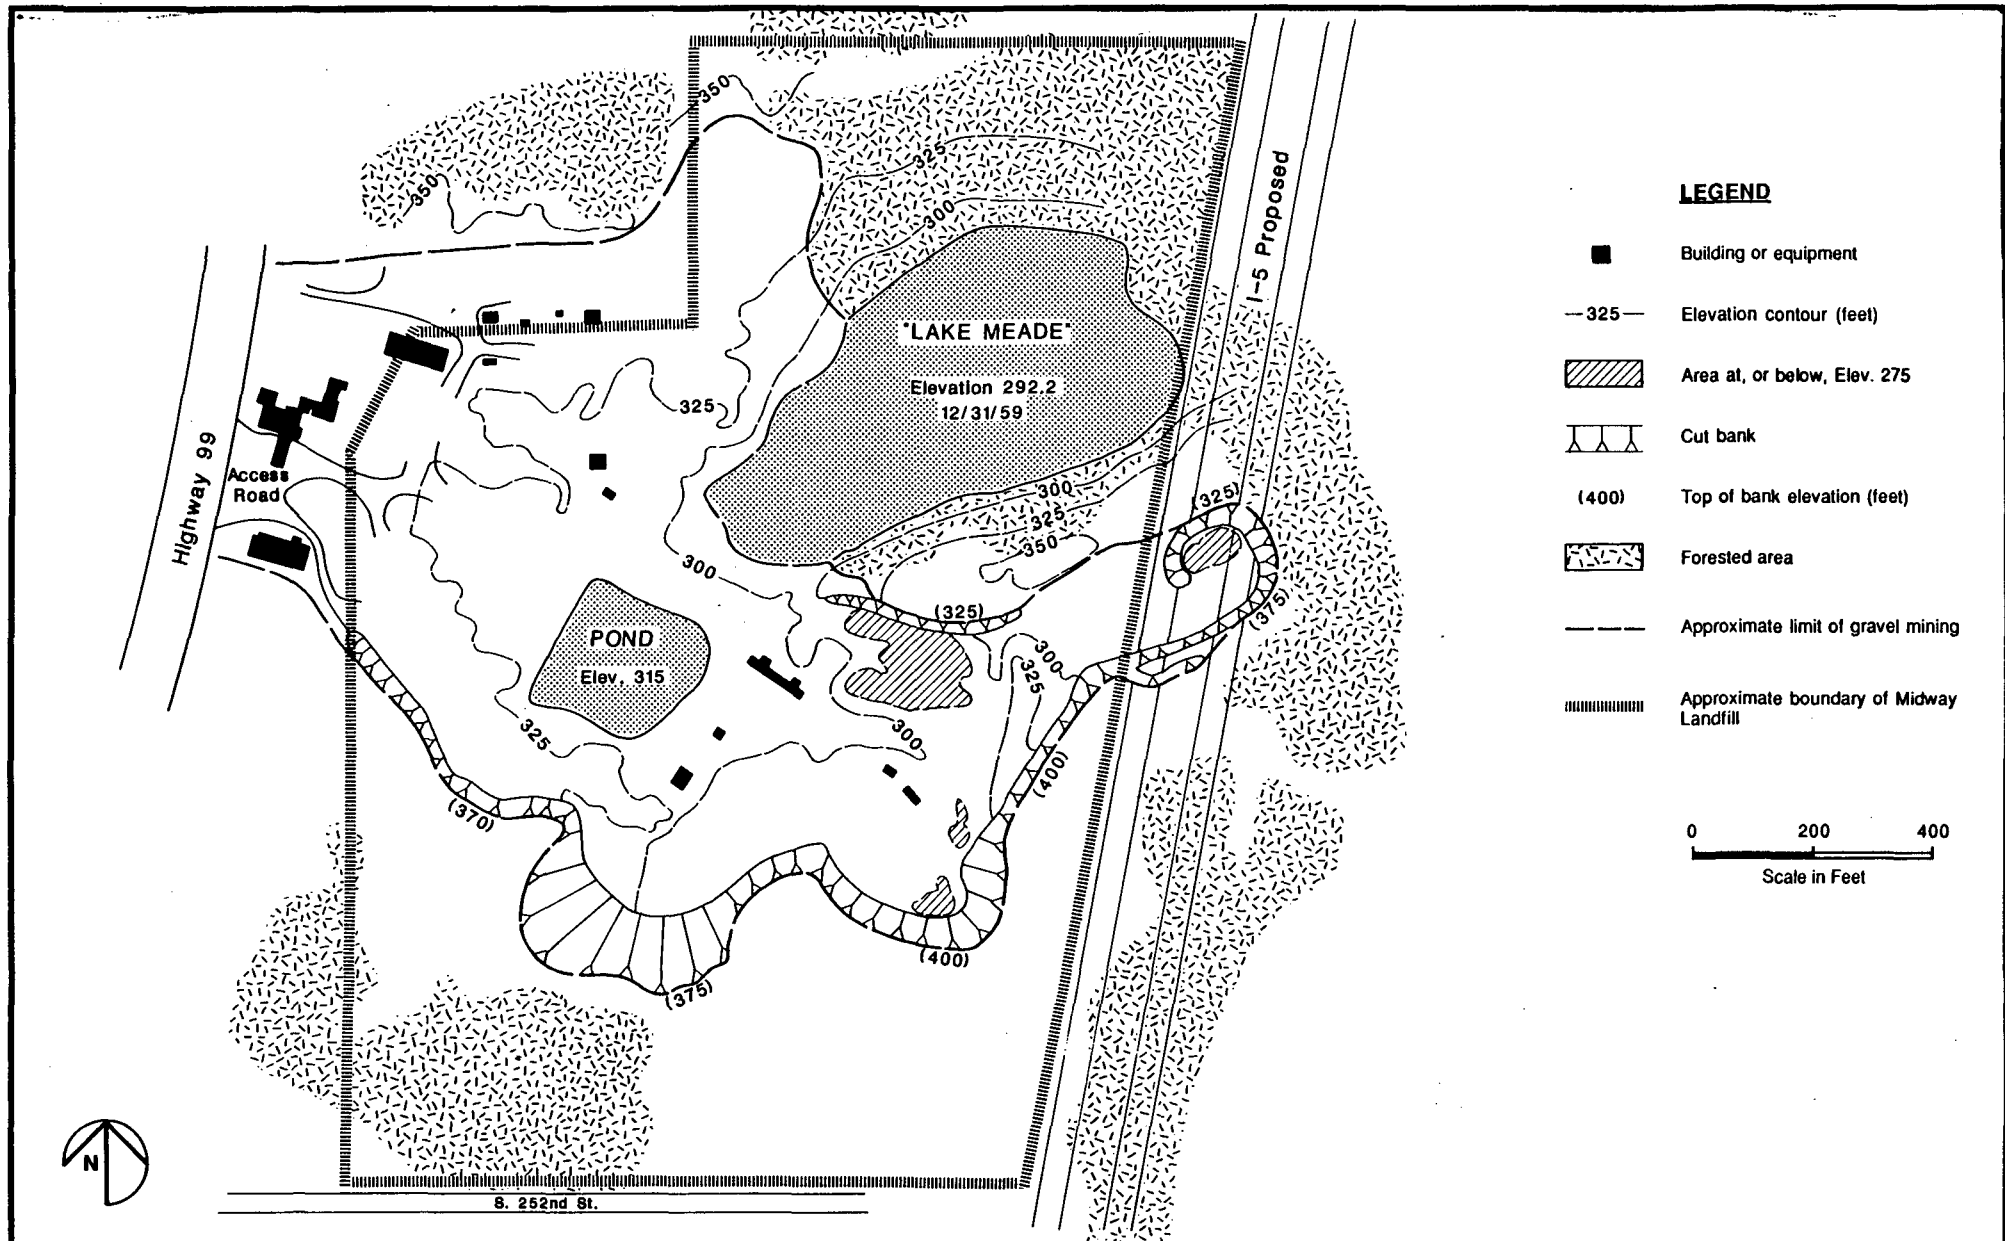 350
350
325
300
I-5 Proposed
"LAKE MEADE"
Elevation 292.2
12/31/59
325
Highway 99
Access
Road
300
325
350
(325)
300
(325)
(375)
POND
Elev. 315
300
325
325
300
(400)
(370)
(400)
(375)
N
S. 252nd St.
LEGEND
Building or equipment
325
Elevation contour (feet)
Area at, or below, Elev. 275
Cut bank
(400)
Top of bank elevation (feet)
Forested area
Approximate limit of gravel mining
Approximate boundary of Midway
Landfill
0 200 400
Scale in Feet